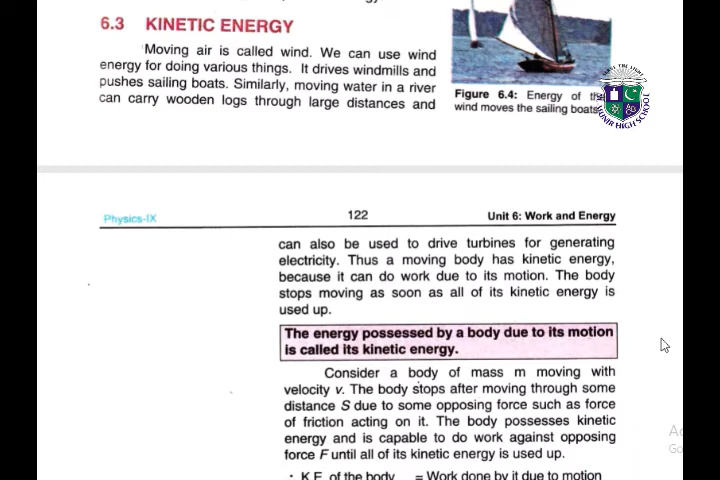 6.3 KINETIC ENERGY
Moving air is called wind. We can use wind
energy for doing various things. It drives windmills and
pushes sailing boats. Similarly, moving water in a river
can carry wooden logs through large distances and
Figure 6.4: Energy of the
wind moves the sailing boats
MUNIR HIGH SCHOOL
Physics-IX
122
Unit 6: Work and Energy
can also be used to drive turbines for generating
electricity. Thus a moving body has kinetic energy,
because it can do work due to its motion. The body
stops moving as soon as all of its kinetic energy is
used up.
The energy possessed by a body due to its motion
is called its kinetic energy.
Consider a body of mass m moving with
velocity v. The body stops after moving through some
distance S due to some opposing force such as force
of friction acting on it. The body possesses kinetic
energy and is capable to do work against opposing
force F until all of its kinetic energy is used up.
K.E. of the body = Work done by it due to motion